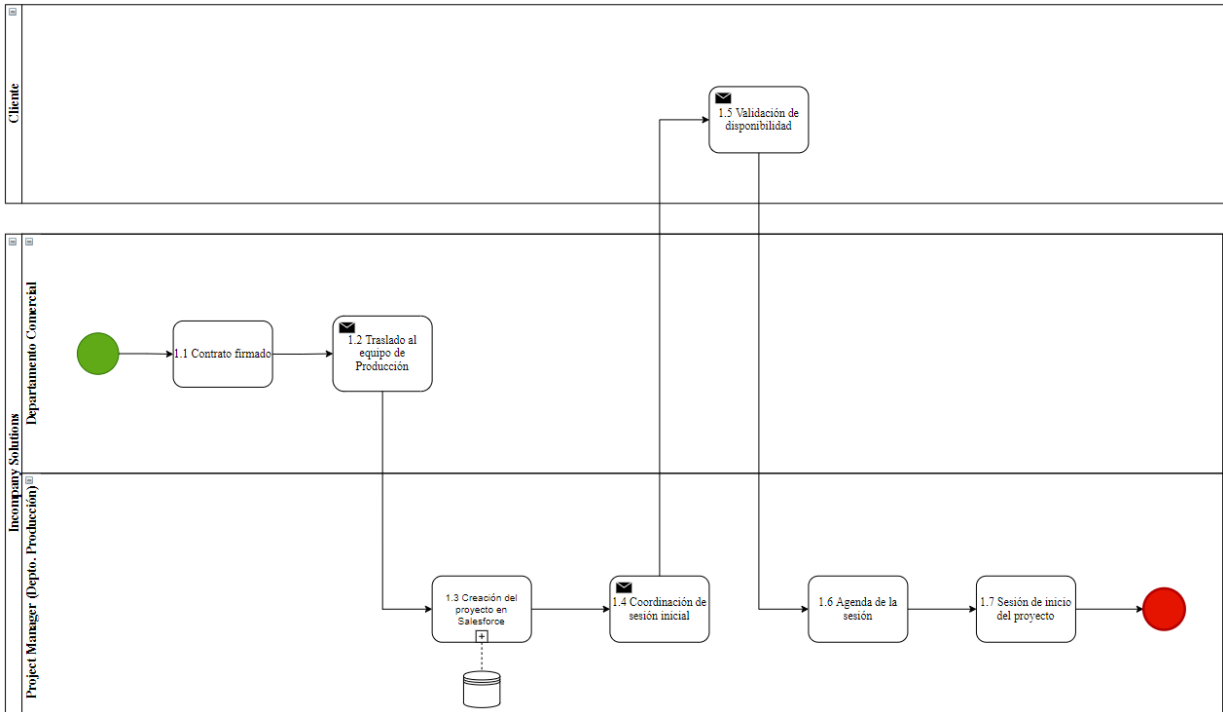 Cliente
1.5 Validación de
disponibilidad
Incompany Solutions
Departamento Comercial
1.1 Contrato firmado
1.2 Traslado al
equipo de
Producción
Project Manager (Depto. Producción)
1.3 Creación del
proyecto en
Salesforce
1.4 Coordinación de
sesión inicial
1.6 Agenda de la
sesión
1.7 Sesión de inicio
del proyecto